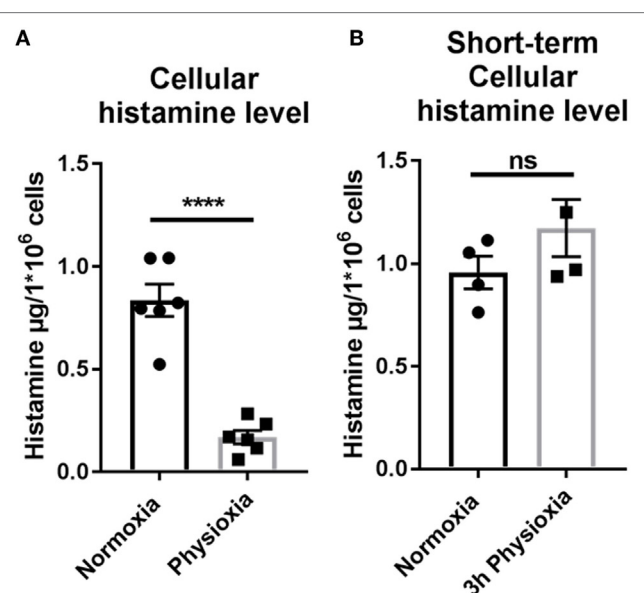 A
Cellular
histamine level
Histamine µg/1*10⁶ cells
1.5
1.0
0.5
0.0
****
Normoxia
Physioxia
B
Short-term
Cellular
histamine level
Histamine µg/1*10⁶ cells
1.5
1.0
0.5
0.0
ns
Normoxia
3h Physioxia